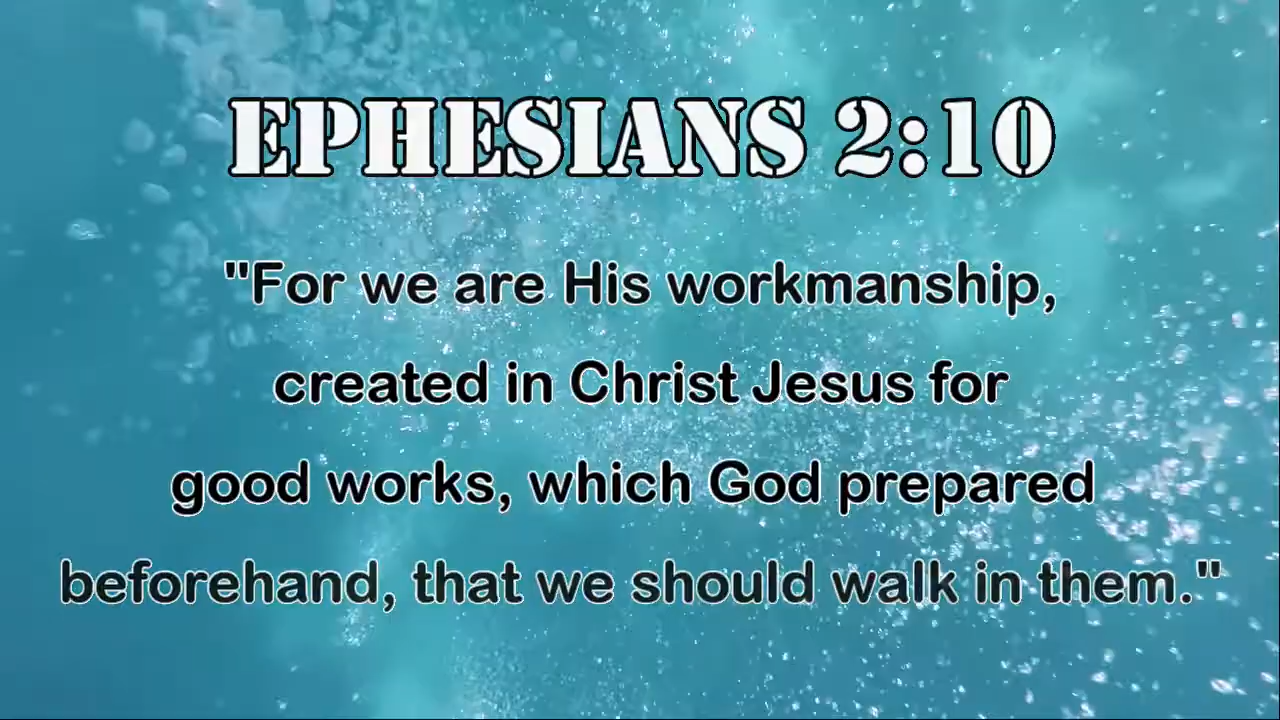 EPHESIANS 2:10
"For we are His workmanship,
created in Christ Jesus for
good works, which God prepared
beforehand, that we should walk in them."